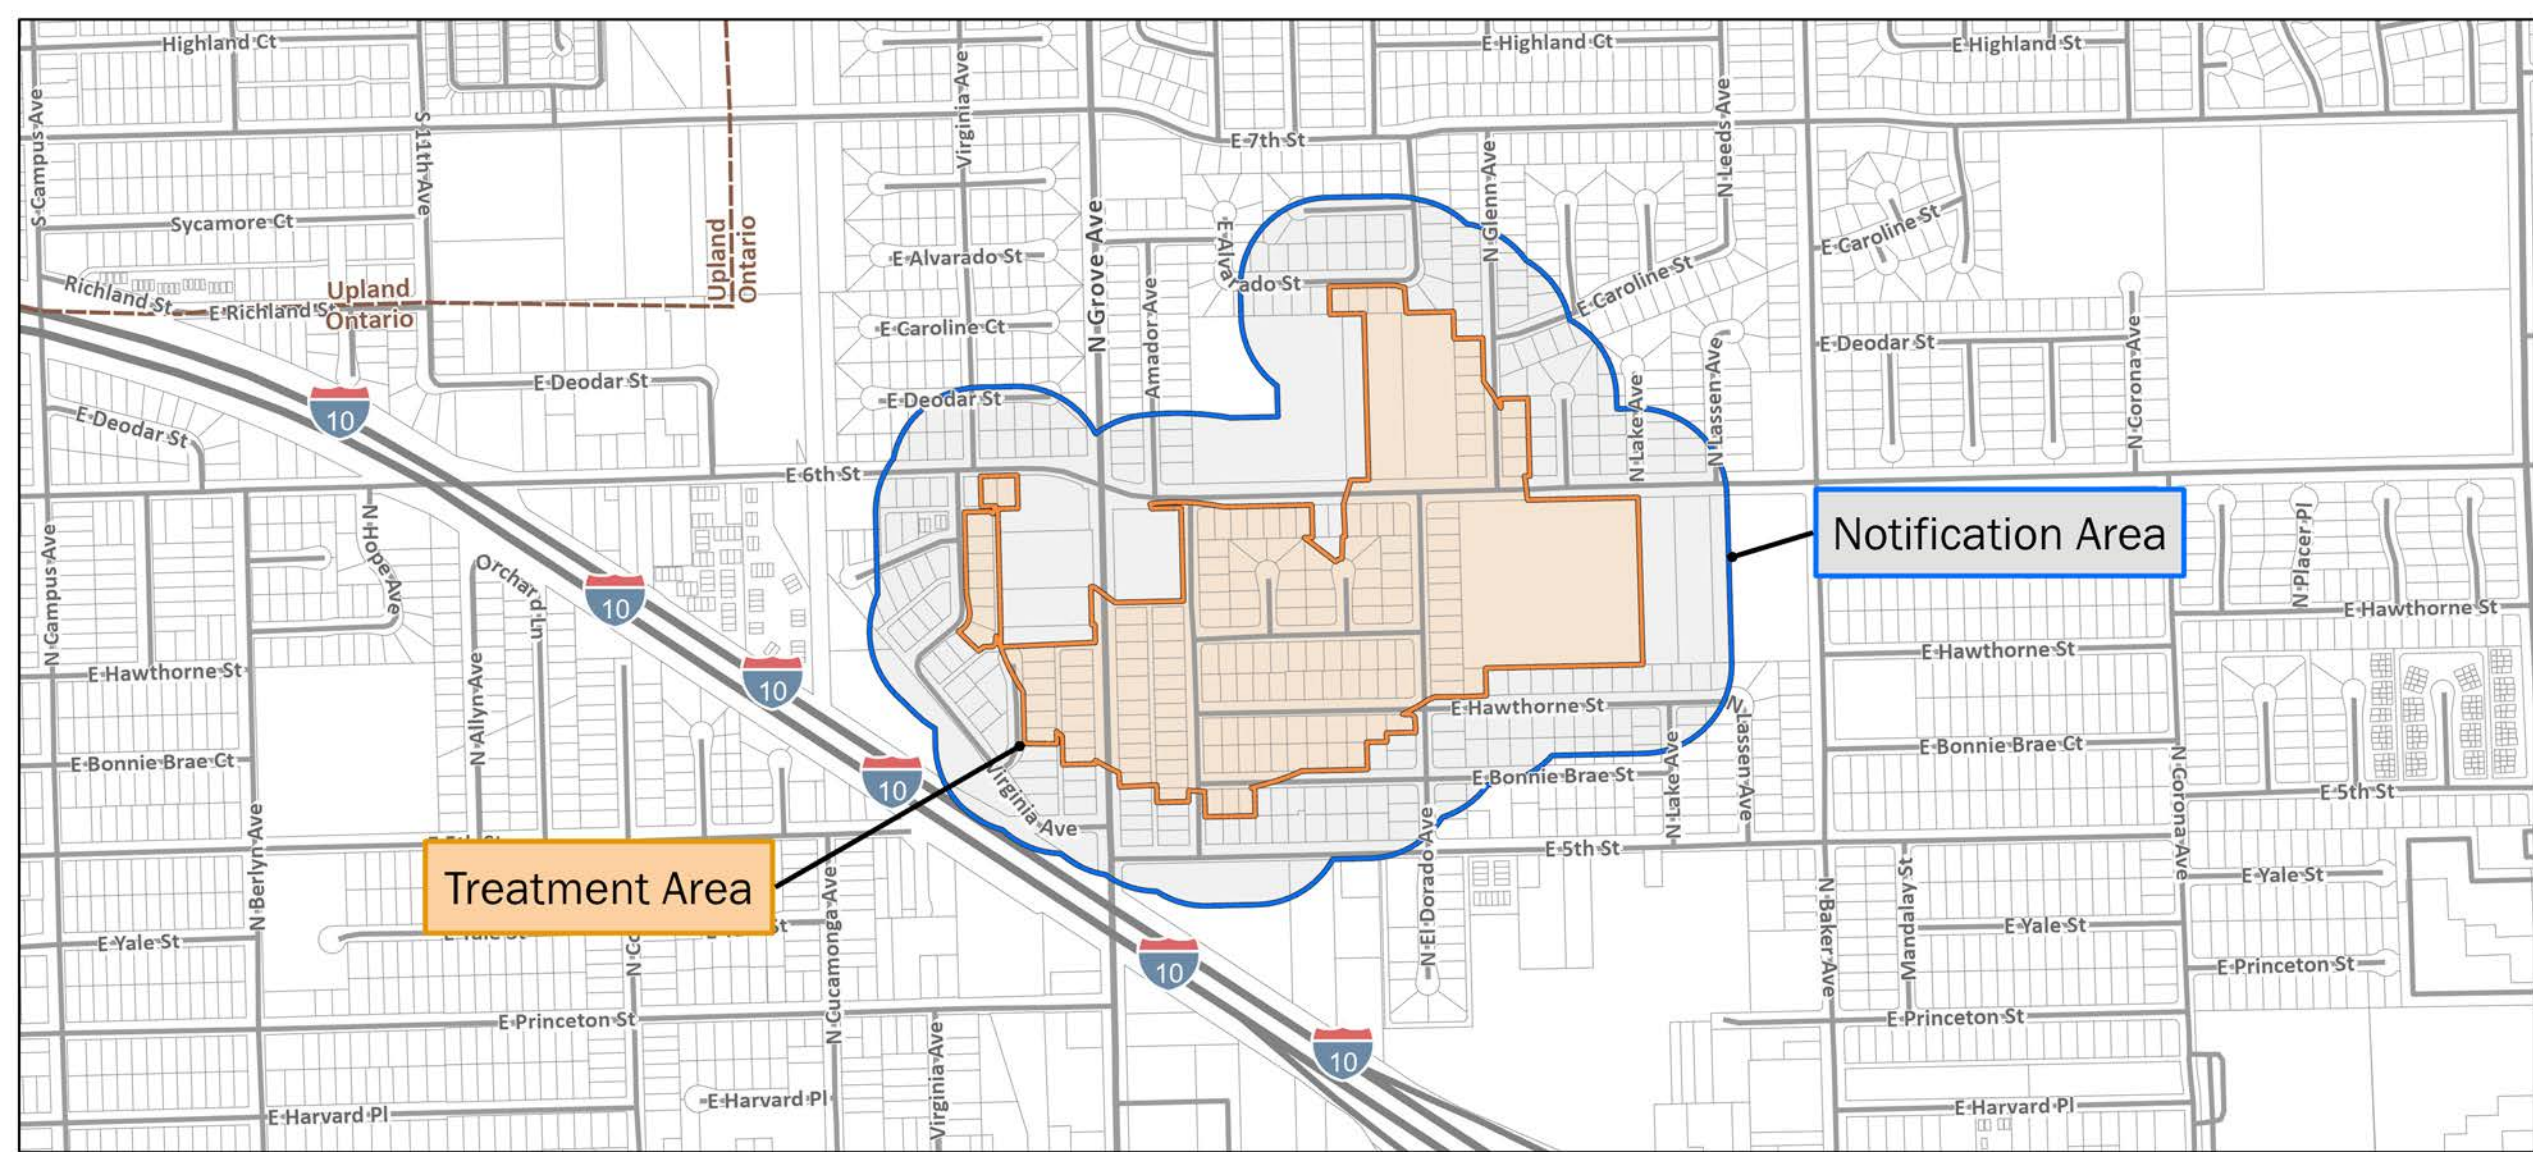 Highland Ct
E Highland Ct
E Highland St
S Campus Ave
S 11th Ave
Virginia Ave
N Leeds Ave
E 7th St
N Glenn Ave
Sycamore Ct
Upland
Ontario
N Grove Ave
E Alvarado St
E Alvarado St
E Caroline St
E Caroline St
Richland St
E Richland St
Upland
Ontario
E Caroline Ct
Amador Ave
E Deodar St
N Corona Ave
E Deodar St
E Deodar St
E Deodar St
N Lake Ave
N Lassen Ave
10
E 6th St
N Hope Ave
N Campus Ave
Notification Area
N Placer Pl
Orchard Ln
10
E Hawthorne St
E Hawthorne St
E Hawthorne St
10
N Allyn Ave
E Hawthorne St
N Lassen Ave
E Bonnie Brae Ct
E Bonnie Brae Ct
N Corona Ave
10
E Bonnie Brae St
N Lake Ave
E 5th St
Virginia Ave
N Berlyn Ave
E 5th St
N El Dorado Ave
Treatment Area
N Cucamonga Ave
N Baker Ave
Mandalay St
E Yale St
E Yale St
E Yale St
E Princeton St
10
E Princeton St
E Princeton St
10
Virginia Ave
E Harvard Pl
E Harvard Pl
E Harvard Pl